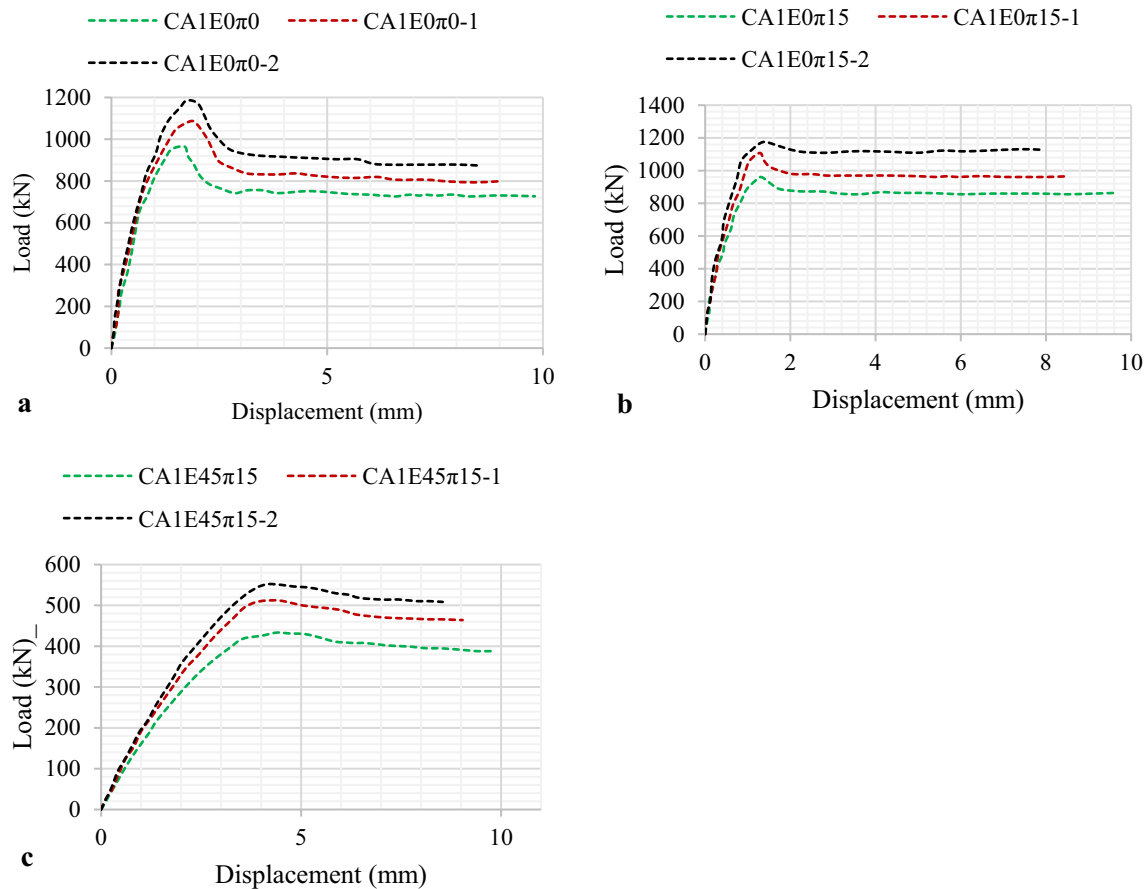 CA1E0π0 CA1E0π0-1
CA1E0π0-2
1200
1000
800
600
400
200
0
Load (kN)
0 5 10
Displacement (mm)
a
CA1E0π15 CA1E0π15-1
CA1E0π15-2
1400
1200
1000
800
600
400
200
0
Load (kN)
0 2 4 6 8 10
Displacement (mm)
b
CA1E45π15 CA1E45π15-1
CA1E45π15-2
600
500
400
300
200
100
0
Load (kN)_
0 5 10
Displacement (mm)
c